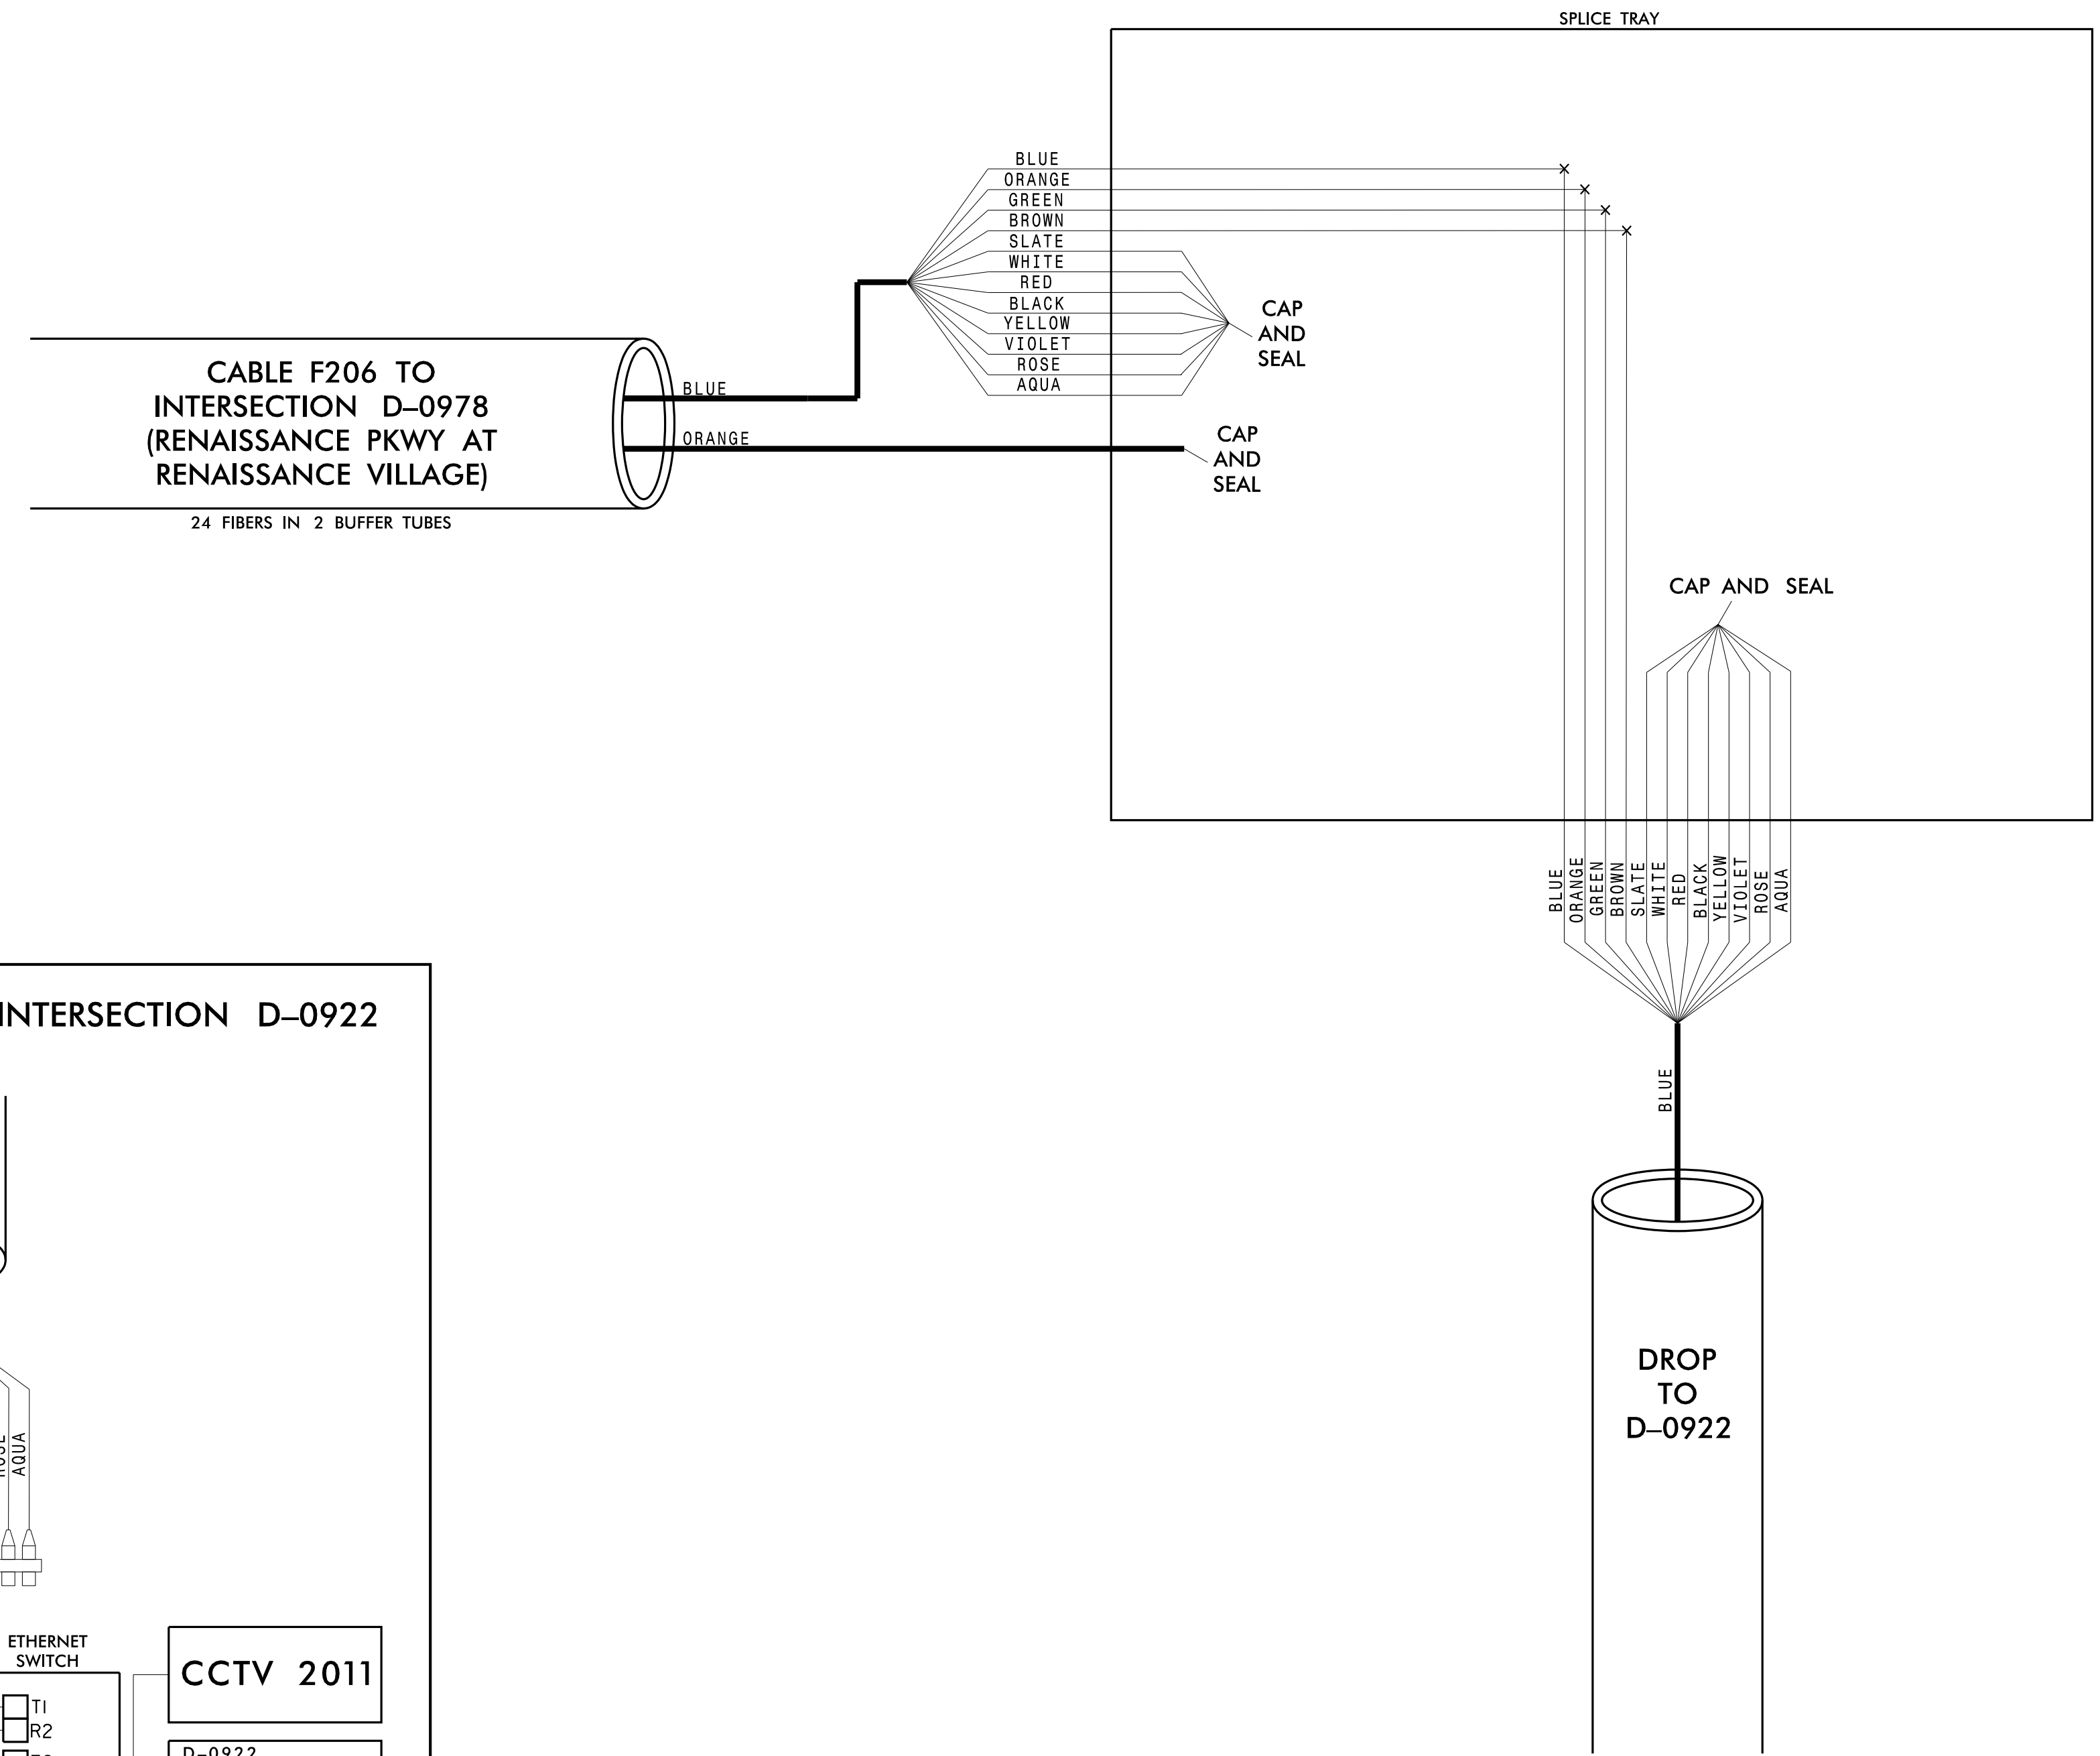 SPLICE TRAY
BLUE
ORANGE
GREEN
BROWN
SLATE
WHITE
RED
BLACK
YELLOW
VIOLET
ROSE
AQUA
CAP
AND
SEAL
CABLE F206 TO
INTERSECTION D–0978
(RENAISSANCE PKWY AT
RENAISSANCE VILLAGE)
24 FIBERS IN 2 BUFFER TUBES
BLUE
ORANGE
CAP
AND
SEAL
CAP AND SEAL
BLUE
ORANGE
GREEN
BROWN
SLATE
WHITE
RED
BLACK
YELLOW
VIOLET
ROSE
AQUA
BLUE
DROP
TO
D–0922
INTERSECTION D–0922
AQUA
ETHERNET
SWITCH
T1
R2
CCTV 2011
D–0922